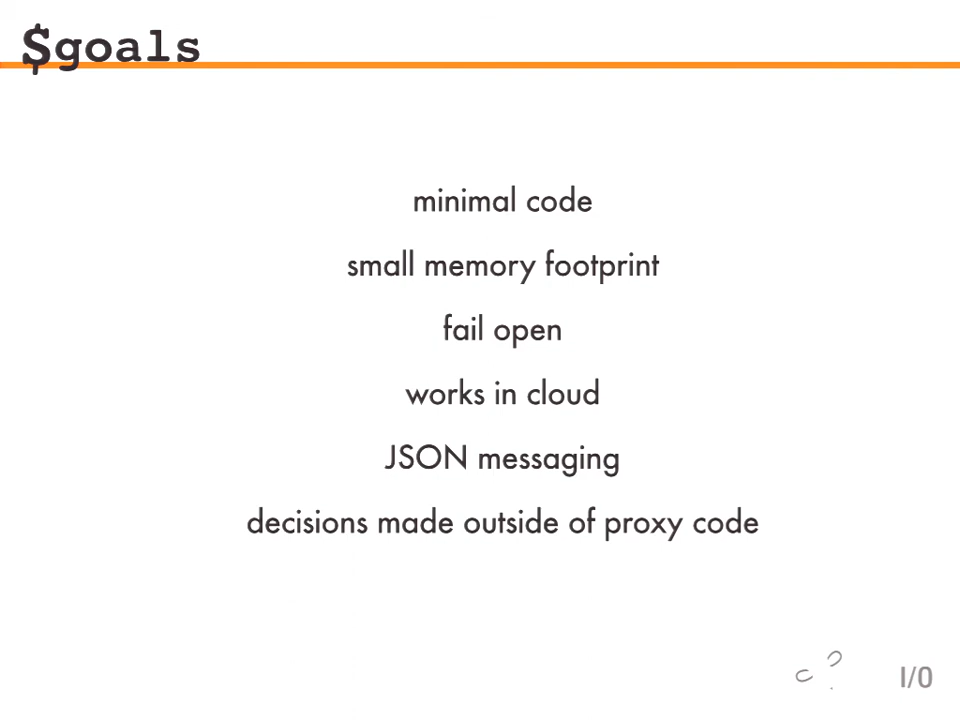 $goals
minimal code
small memory footprint
fail open
works in cloud
JSON messaging
decisions made outside of proxy code
I/O